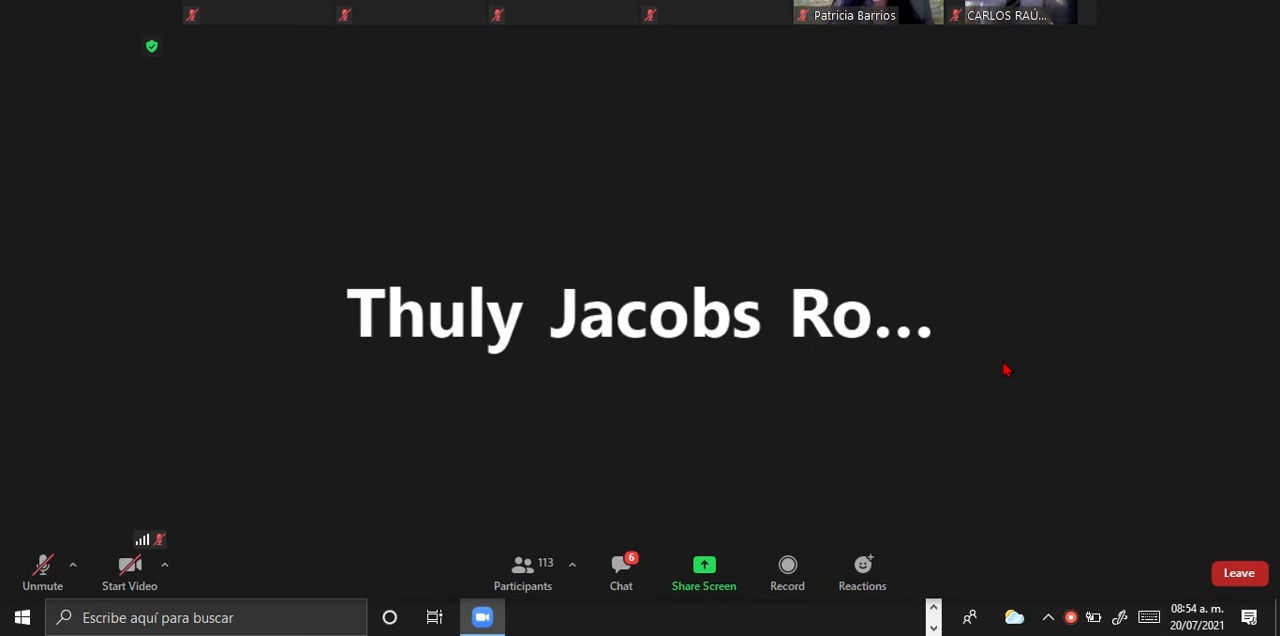 Patricia Barrios
CARLOS RAÚ...
Thuly Jacobs Ro...
Unmute
Start Video
113
Participants
6
Chat
Share Screen
Record
Reactions
Leave
Escribe aquí para buscar
08:54 a. m.
20/07/2021